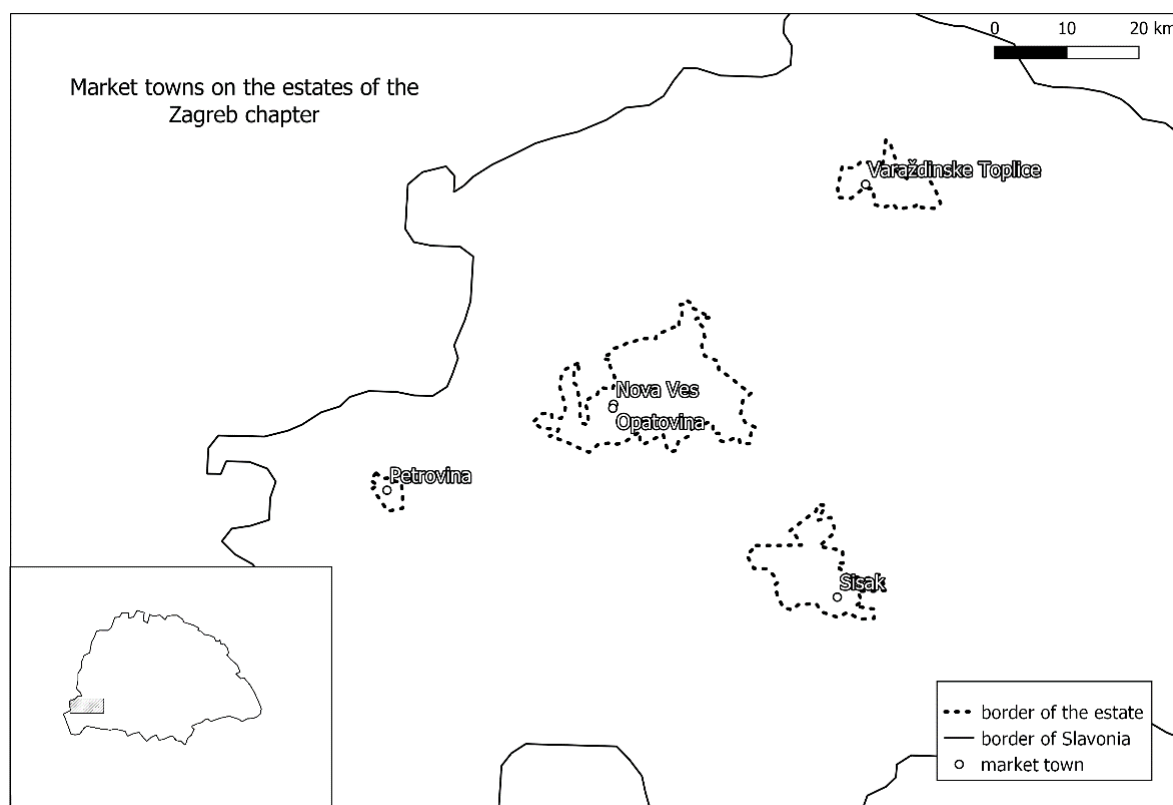 Market towns on the estates of the
Zagreb chapter
0 10 20 km
Varaždinske Toplice
Nova Ves
Opatovina
Petrovina
Sisak
border of the estate
border of Slavonia
market town